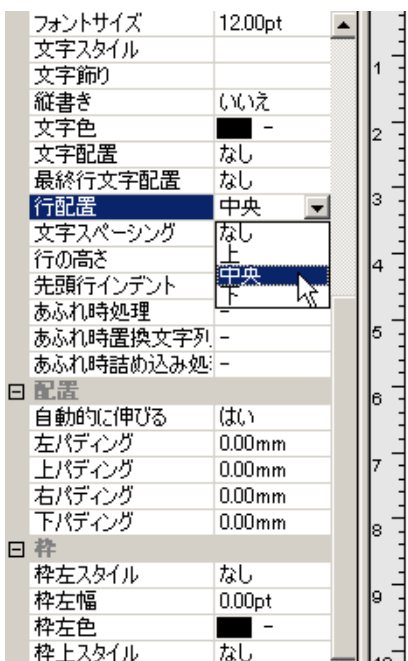 フォントサイズ 12.00pt
文字スタイル
文字飾り
縦書き いいえ
文字色 -
文字配置 なし
最終行文字配置 なし
行配置 中央
文字スペーシング なし
行の高さ 上
先頭行インデント 中央
あふれ時処理 下
-
あふれ時置換文字列 -
あふれ時詰め込み処 -
配置
自動的に伸びる はい
左パディング 0.00mm
上パディング 0.00mm
右パディング 0.00mm
下パディング 0.00mm
枠
枠左スタイル なし
枠左幅 0.00pt
枠左色 -
枠上スタイル なし
1
2
3
4
5
6
7
8
9
10